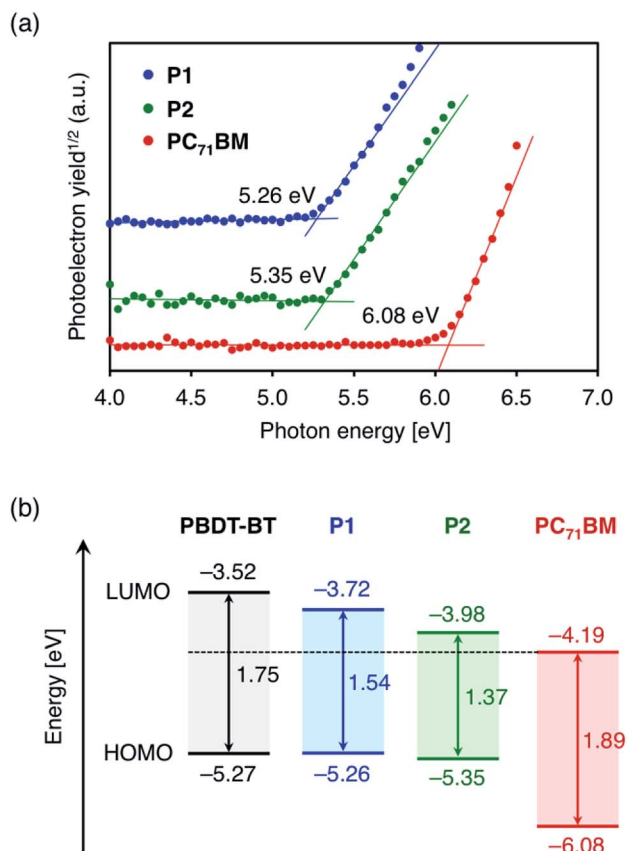 (a)
Photoelectron yield1/2 (a.u.)
P1
P2
PC71BM
5.26 eV
5.35 eV
6.08 eV
4.0 4.5 5.0 5.5 6.0 6.5 7.0
Photon energy [eV]
(b)
PBDT-BT P1 P2 PC71BM
Energy [eV]
LUMO
–3.52
–3.72
–3.98
–4.19
1.75
1.54
1.37
1.89
HOMO
–5.27
–5.26
–5.35
–6.08